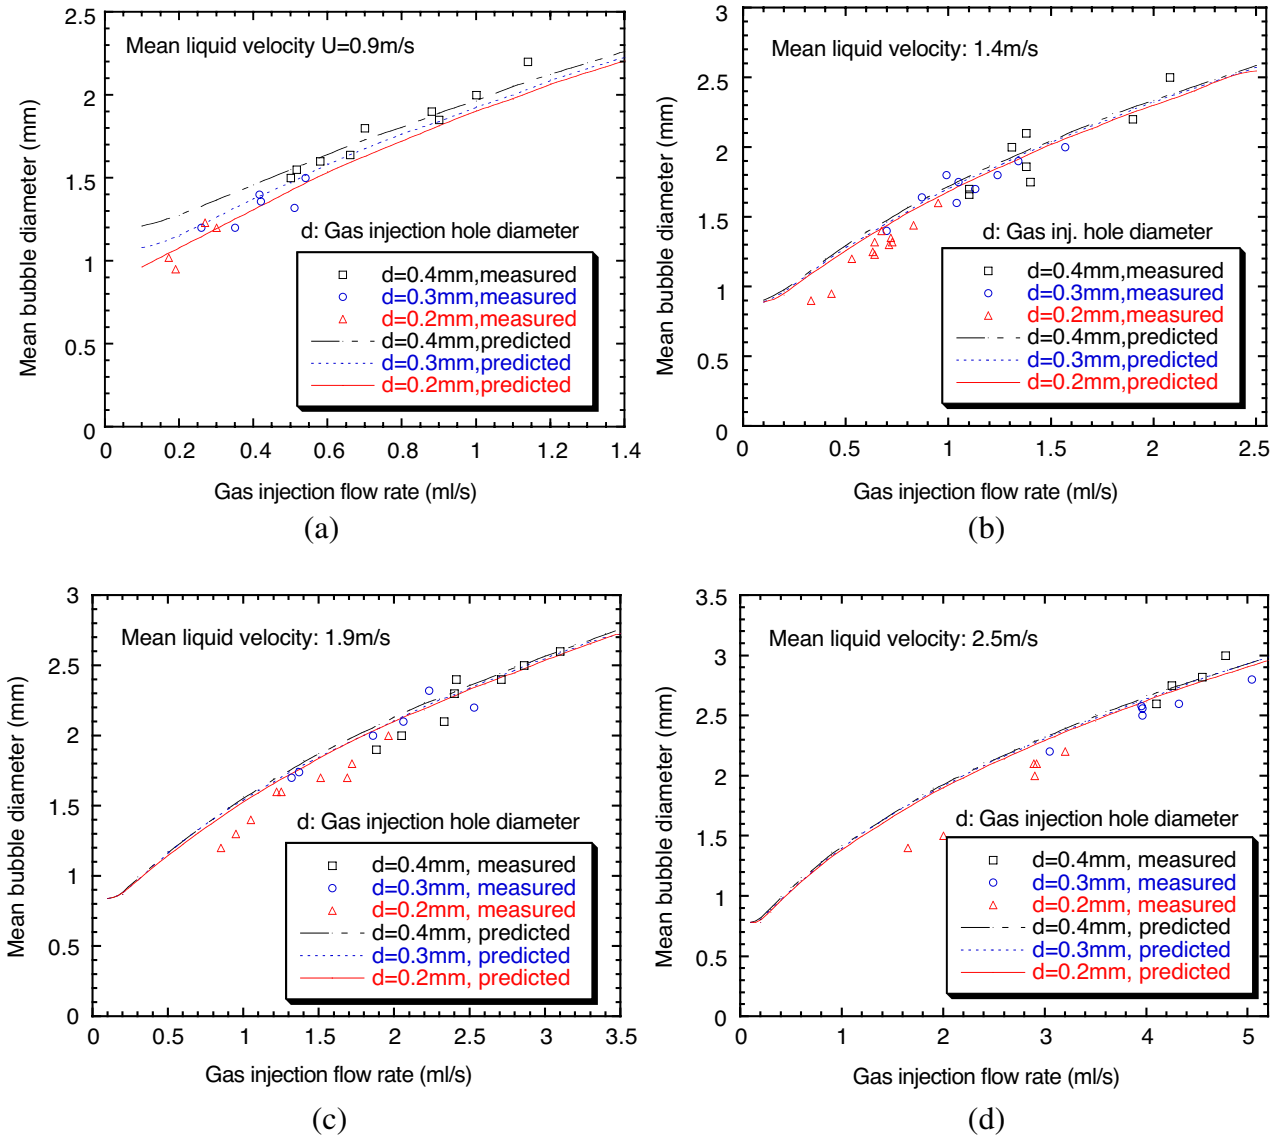 2.5
2
1.5
1
0.5
0
0
0.2
0.4
0.6
0.8
1
1.2
1.4
Mean bubble diameter (mm)
Mean liquid velocity U=0.9m/s
d: Gas injection hole diameter
d=0.4mm,measured
d=0.3mm,measured
d=0.2mm,measured
d=0.4mm,predicted
d=0.3mm,predicted
d=0.2mm,predicted
Gas injection flow rate (ml/s)
(a)
3
2.5
2
1.5
1
0.5
0
0
0.5
1
1.5
2
2.5
Mean bubble diameter (mm)
Mean liquid velocity: 1.4m/s
d: Gas inj. hole diameter
d=0.4mm,measured
d=0.3mm,measured
d=0.2mm,measured
d=0.4mm,predicted
d=0.3mm,predicted
d=0.2mm,predicted
Gas injection flow rate (ml/s)
(b)
3
2.5
2
1.5
1
0.5
0
0
0.5
1
1.5
2
2.5
3
3.5
Mean bubble diameter (mm)
Mean liquid velocity: 1.9m/s
d: Gas injection hole diameter
d=0.4mm, measured
d=0.3mm, measured
d=0.2mm, measured
d=0.4mm, predicted
d=0.3mm, predicted
d=0.2mm, predicted
Gas injection flow rate (ml/s)
(c)
3.5
3
2.5
2
1.5
1
0.5
0
0
1
2
3
4
5
Mean bubble diameter (mm)
Mean liquid velocity: 2.5m/s
d: Gas injection hole diameter
d=0.4mm, measured
d=0.3mm, measured
d=0.2mm, measured
d=0.4mm, predicted
d=0.3mm, predicted
d=0.2mm, predicted
Gas injection flow rate (ml/s)
(d)